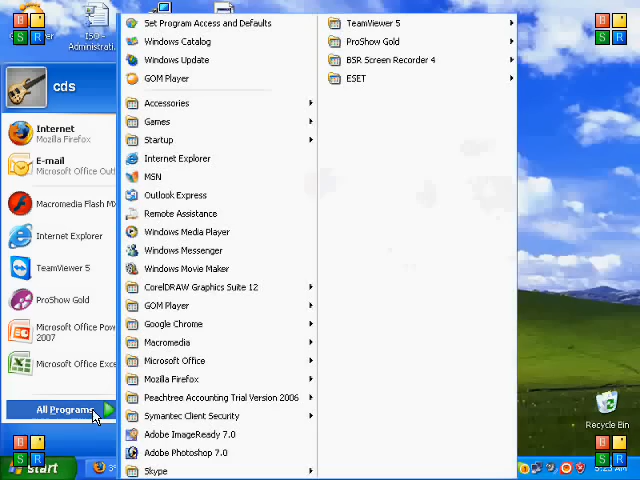 cds
Internet
Mozilla Firefox
E-mail
Microsoft Office Out
Macromedia Flash MX
Internet Explorer
TeamViewer 5
ProShow Gold
Microsoft Office Pow
2007
Microsoft Office Exce
All Programs
start
Set Program Access and Defaults
Windows Catalog
Windows Update
GOM Player
Accessories
Games
Startup
Internet Explorer
MSN
Outlook Express
Remote Assistance
Windows Media Player
Windows Messenger
Windows Movie Maker
CorelDRAW Graphics Suite 12
GOM Player
Google Chrome
Macromedia
Microsoft Office
Mozilla Firefox
Peachtree Accounting Trial Version 2006
Symantec Client Security
Adobe ImageReady 7.0
Adobe Photoshop 7.0
Skype
TeamViewer 5
ProShow Gold
BSR Screen Recorder 4
ESET
Recycle Bin
B
S R
B
S R
B
S R
B
S R